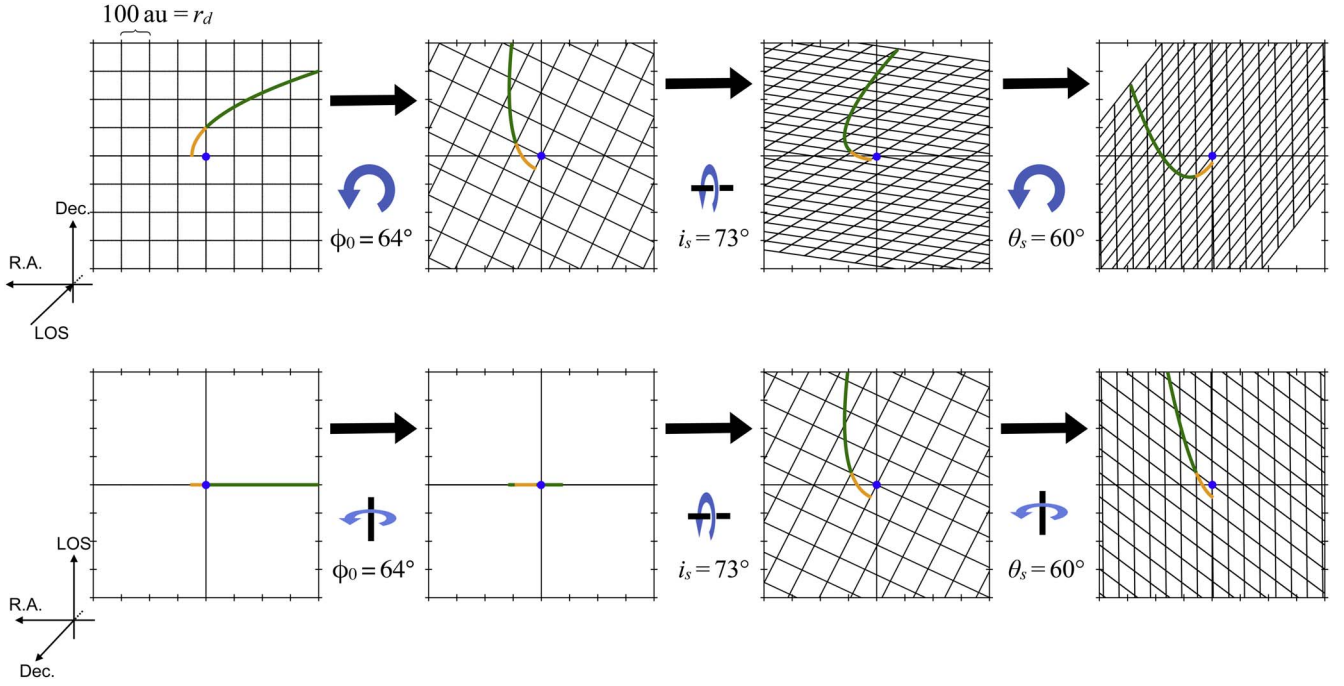 100 au = r_d
Dec.
R.A.
LOS
ϕ₀ = 64°
i_s = 73°
θ_s = 60°
LOS
R.A.
Dec.
ϕ₀ = 64°
i_s = 73°
θ_s = 60°